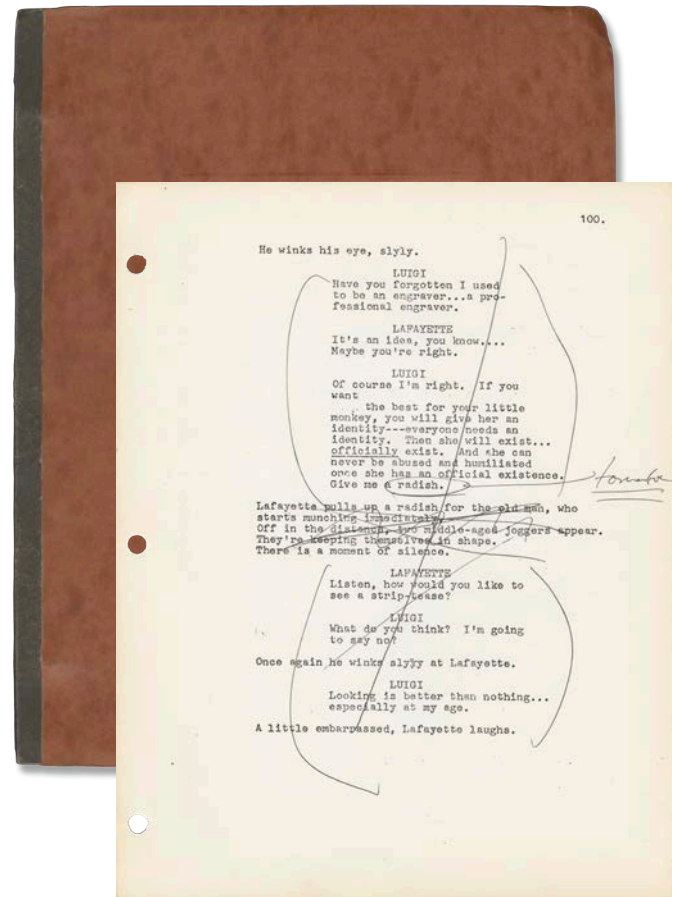 100.
He winks his eye, slyly.
LUIGI
Have you forgotten I used
to be an engraver...a pro-
fessional engraver.
LAFAYETTE
It's an idea, you know....
Maybe you're right.
LUIGI
Of course I'm right. If you
want
the best for your little
monkey, you will give her an
identity---everyone needs an
identity. Then she will exist...
officially exist. And she can
never be abused and humiliated
once she has an official existence.
Give me a radish.
tomato
Lafayette pulls up a radish for the old man, who
starts munching immediately.
Off in the distance, two middle-aged joggers appear.
They're keeping themselves in shape.
There is a moment of silence.
LAFAYETTE
Listen, how would you like to
see a strip-tease?
LUIGI
What do you think? I'm going
to say no?
Once again he winks slyly at Lafayette.
LUIGI
Looking is better than nothing...
especially at my age.
A little embarpassed, Lafayette laughs.